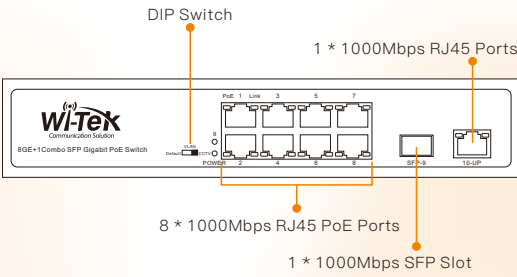 DIP Switch
1 * 1000Mbps RJ45 Ports
PoE 1 Link 3 5 7
Wi-Tek
Communication Solution
8GE+1Combo SFP Gigabit PoE Switch
VLAN
Default CCTV
9
POWER 2 4 6 8
SFP-9
10-UP
8 * 1000Mbps RJ45 PoE Ports
1 * 1000Mbps SFP Slot